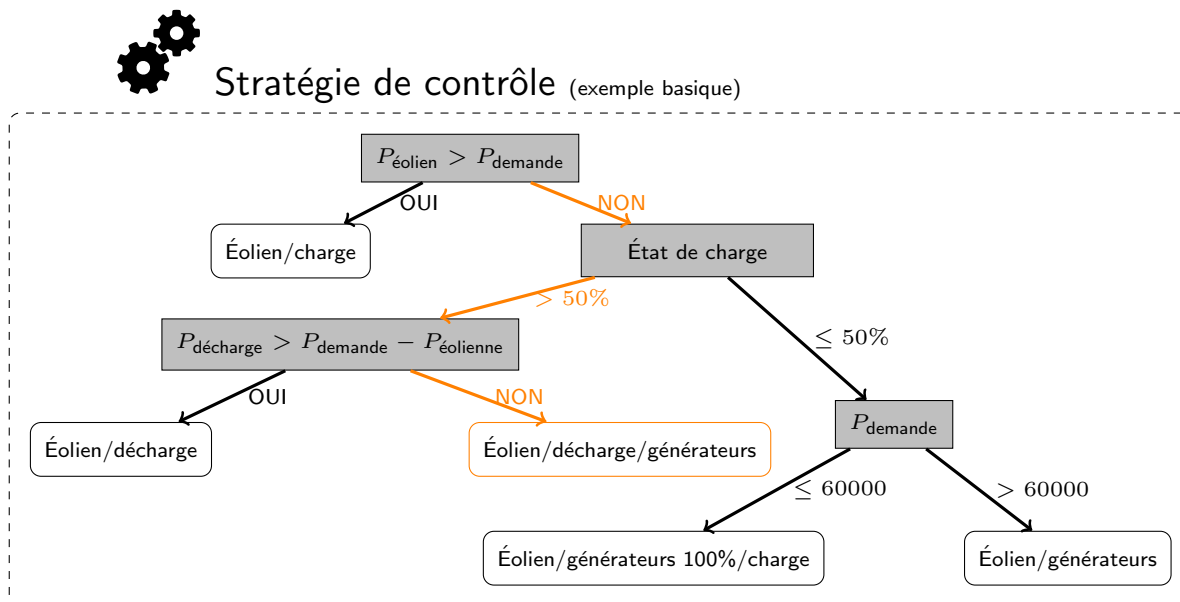 Stratégie de contrôle (exemple basique)
P_éolien > P_demande
OUI
NON
Éolien/charge
État de charge
> 50%
P_décharge > P_demande − P_éolienne
≤ 50%
OUI
NON
P_demande
Éolien/décharge
Éolien/décharge/générateurs
≤ 60000
> 60000
Éolien/générateurs 100%/charge
Éolien/générateurs